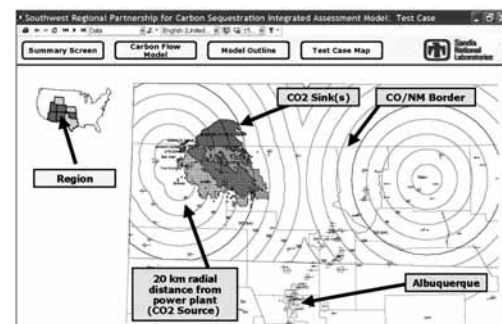 Southwest Regional Partnership for Carbon Sequestration Integrated Assessment Model: Test Case
Data
English (United...
15...
Summary Screen
Carbon Flow
Model
Model Outline
Test Case Map
Sandia
National
Laboratories
CO2 Sink(s)
CO/NM Border
Region
20 km radial
distance from
power plant
(CO2 Source)
Albuquerque